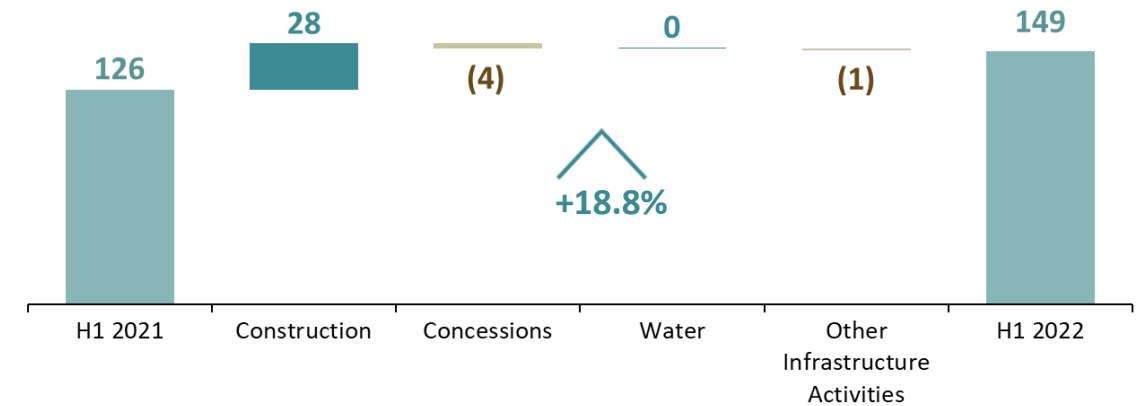 28
0
149
126
(4)
(1)
+18.8%
H1 2021
Construction
Concessions
Water
Other
Infrastructure
Activities
H1 2022